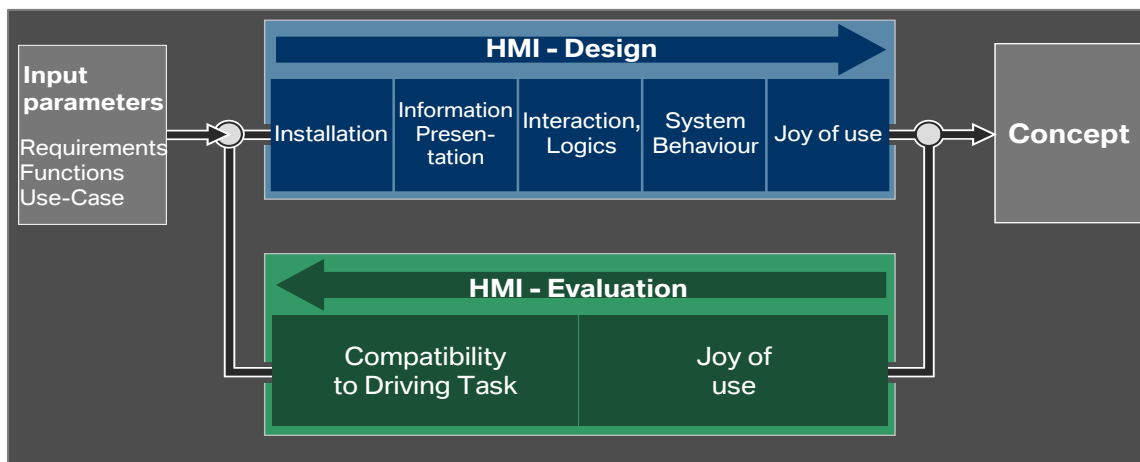 Input
parameters
Requirements
Functions
Use-Case
HMI - Design
Installation
Information
Presen-
tation
Interaction,
Logics
System
Behaviour
Joy of use
Concept
HMI - Evaluation
Compatibility
to Driving Task
Joy of
use